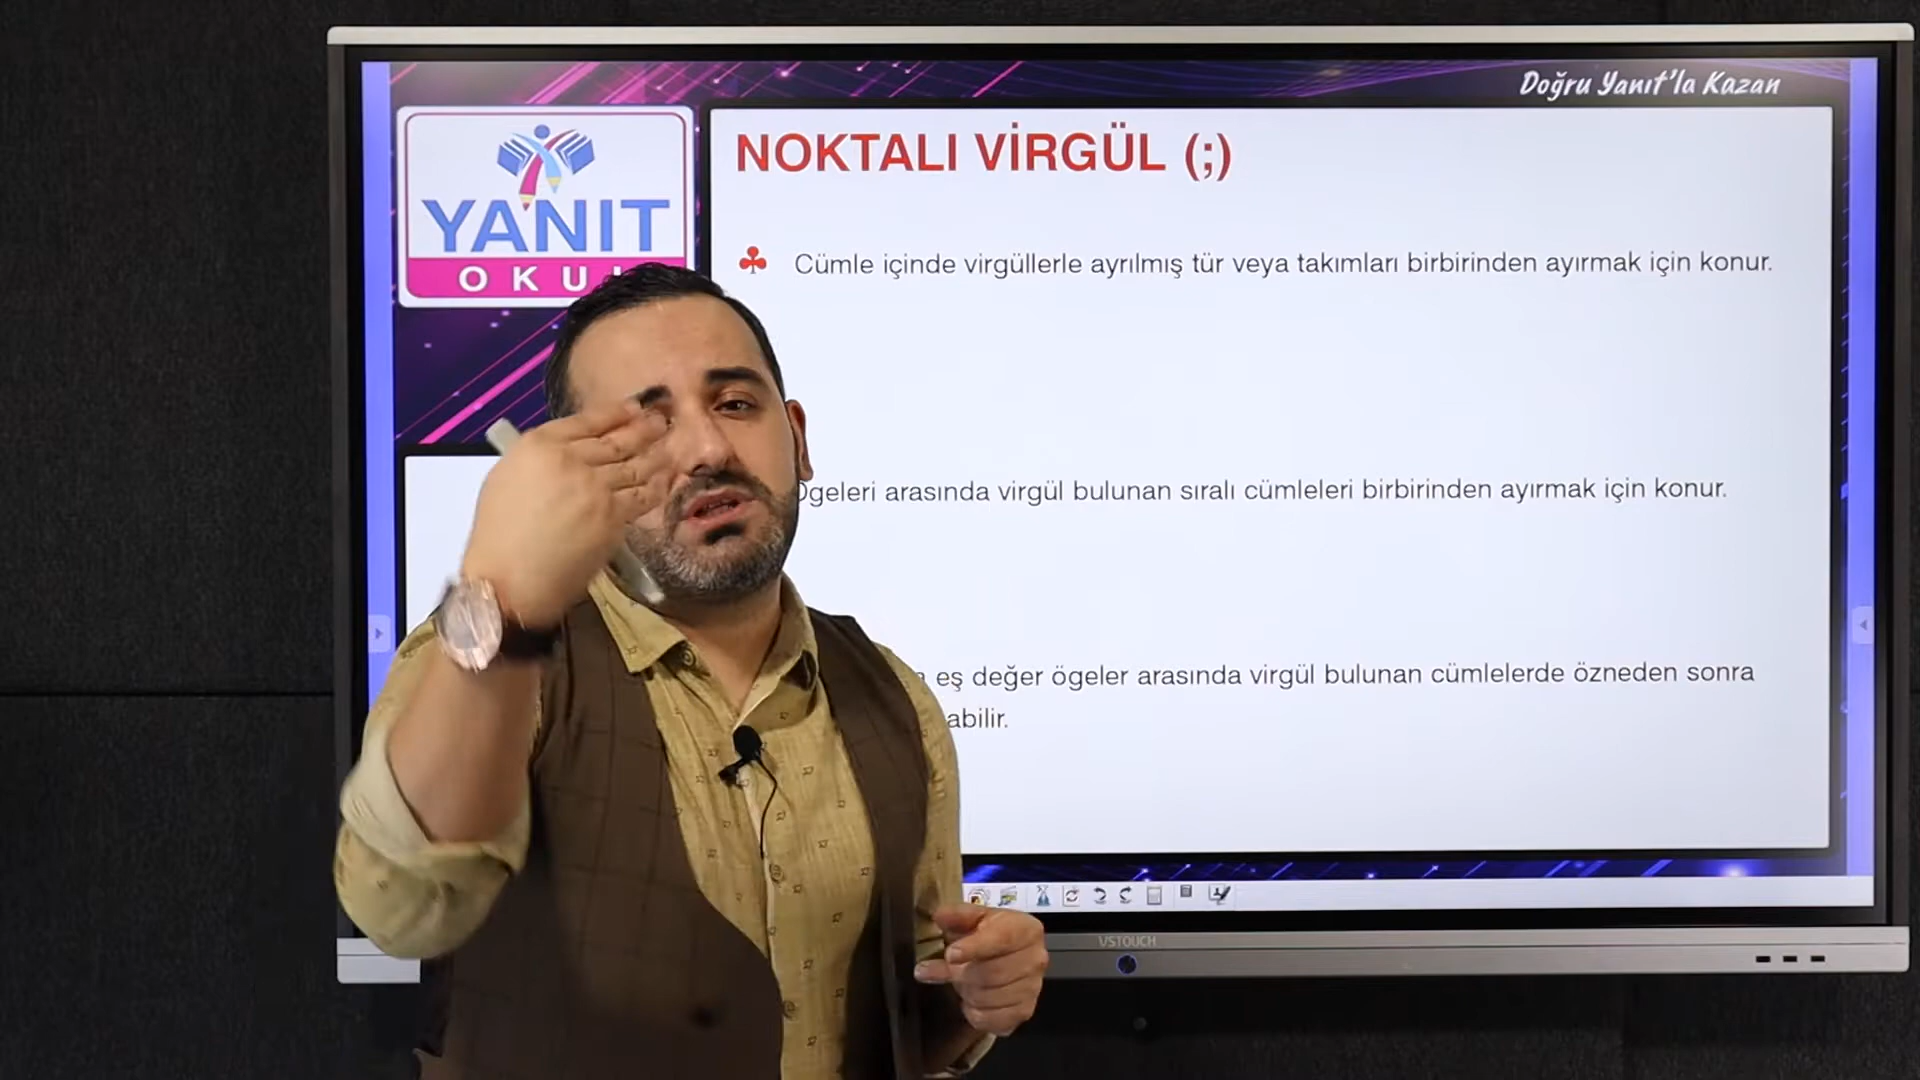 Doğru Yanıt'la Kazan
YANIT
OKU
NOKTALI VİRGÜL (;)
Cümle içinde virgüllerle ayrılmış tür veya takımları birbirinden ayırmak için konur.
Ögeleri arasında virgül bulunan sıralı cümleleri birbirinden ayırmak için konur.
eş değer ögeler arasında virgül bulunan cümlelerde özneden sonra
abilir.
VSTOUCH